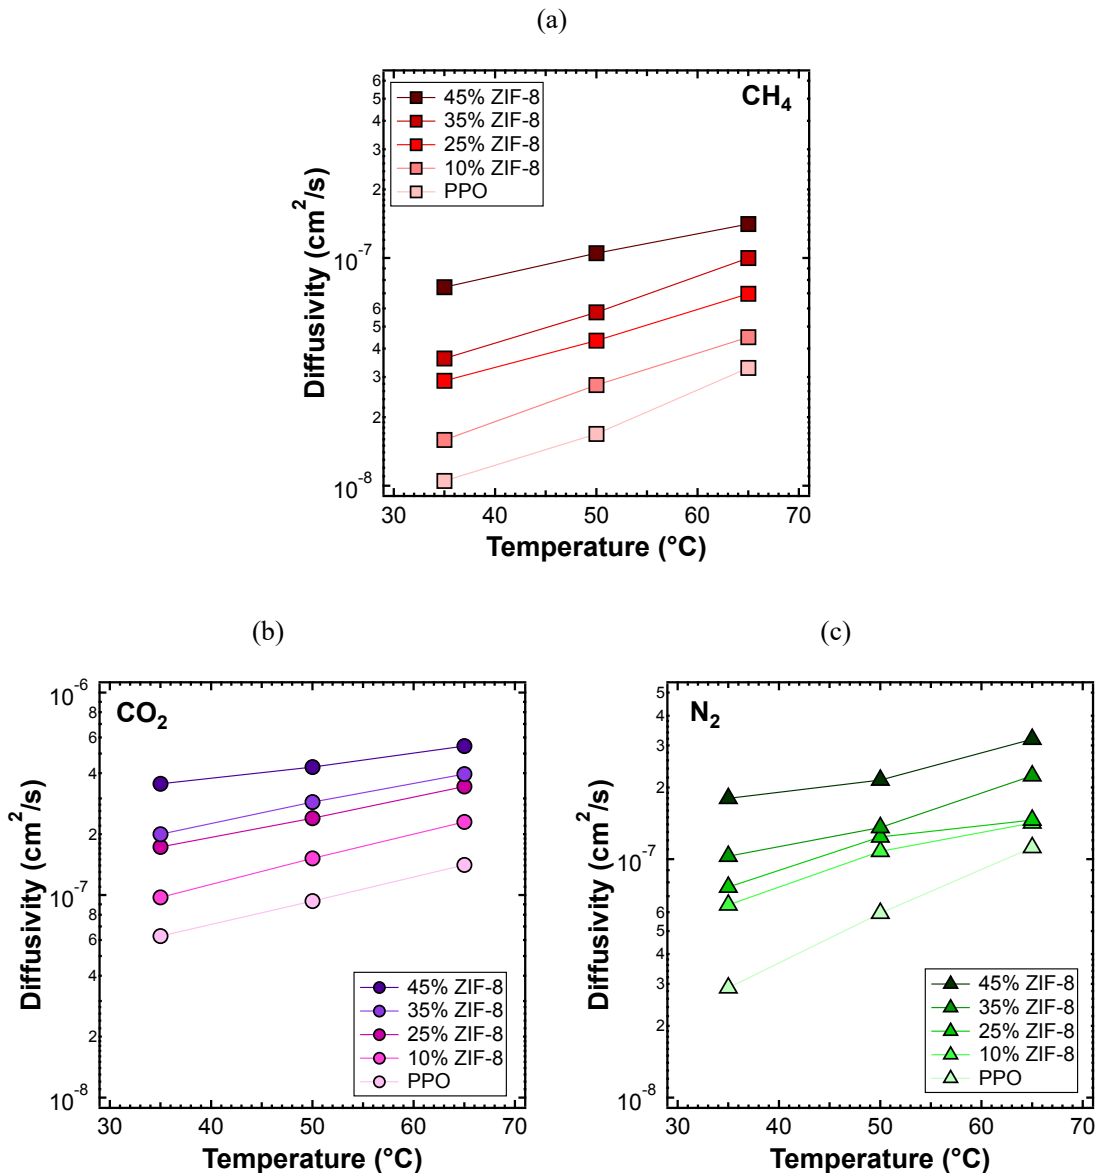 (a)
CH4
45% ZIF-8
35% ZIF-8
25% ZIF-8
10% ZIF-8
PPO
6
5
4
3
2
10-7
6
5
4
3
2
10-8
Diffusivity (cm2/s)
30 40 50 60 70
Temperature (°C)
(b)
CO2
10-6
8
6
4
2
10-7
8
6
4
2
10-8
Diffusivity (cm2/s)
45% ZIF-8
35% ZIF-8
25% ZIF-8
10% ZIF-8
PPO
30 40 50 60 70
Temperature (°C)
(c)
N2
5
4
3
2
10-7
8
6
5
4
3
2
10-8
Diffusivity (cm2/s)
45% ZIF-8
35% ZIF-8
25% ZIF-8
10% ZIF-8
PPO
30 40 50 60 70
Temperature (°C)